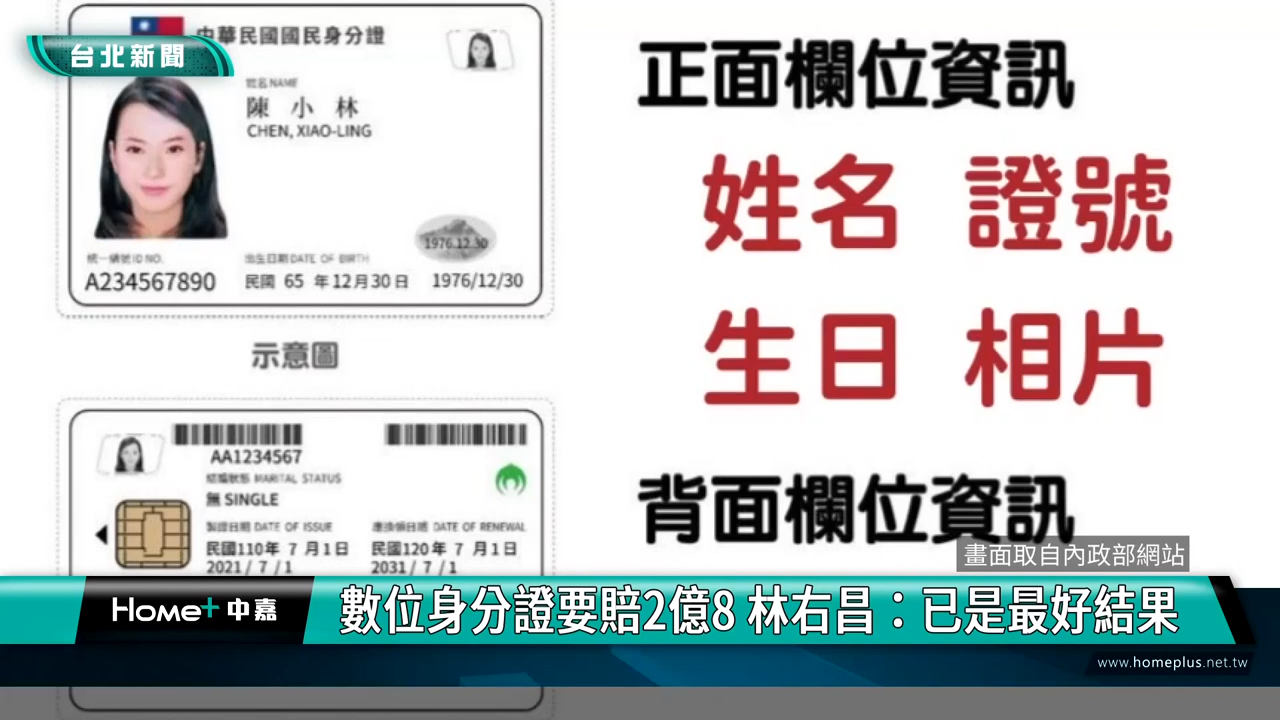 台北新聞
中華民國國民身分證
姓名 NAME
陳 小 林
CHEN, XIAO-LING
1976.12.30
統一編號 ID NO.
A234567890
出生日期 DATE OF BIRTH
民國 65 年 12 月 30 日 1976/12/30
示意圖
AA1234567
結婚狀態 MARITAL STATUS
無 SINGLE
製證日期 DATE OF ISSUE
民國110年 7 月1日
2021 / 7 / 1
應換領日期 DATE OF RENEWAL
民國120年 7 月1日
2031 / 7 / 1
正面欄位資訊
姓名 證號
生日 相片
背面欄位資訊
畫面取自內政部網站
Home+ 中嘉
數位身分證要賠2億8 林右昌：已是最好結果
www.homeplus.net.tw